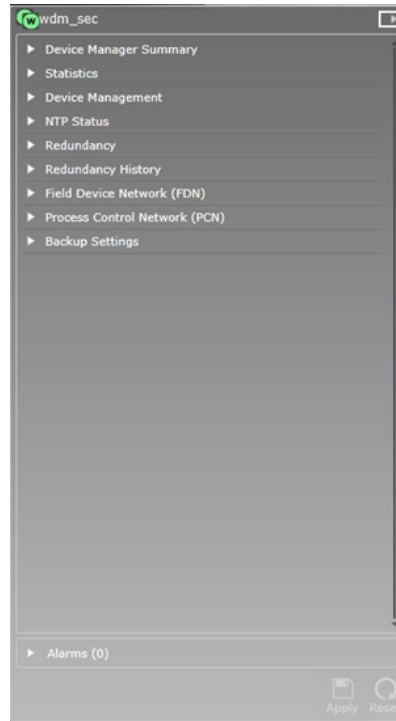 wdm_sec
Device Manager Summary
Statistics
Device Management
NTP Status
Redundancy
Redundancy History
Field Device Network (FDN)
Process Control Network (PCN)
Backup Settings
Alarms (0)
Apply